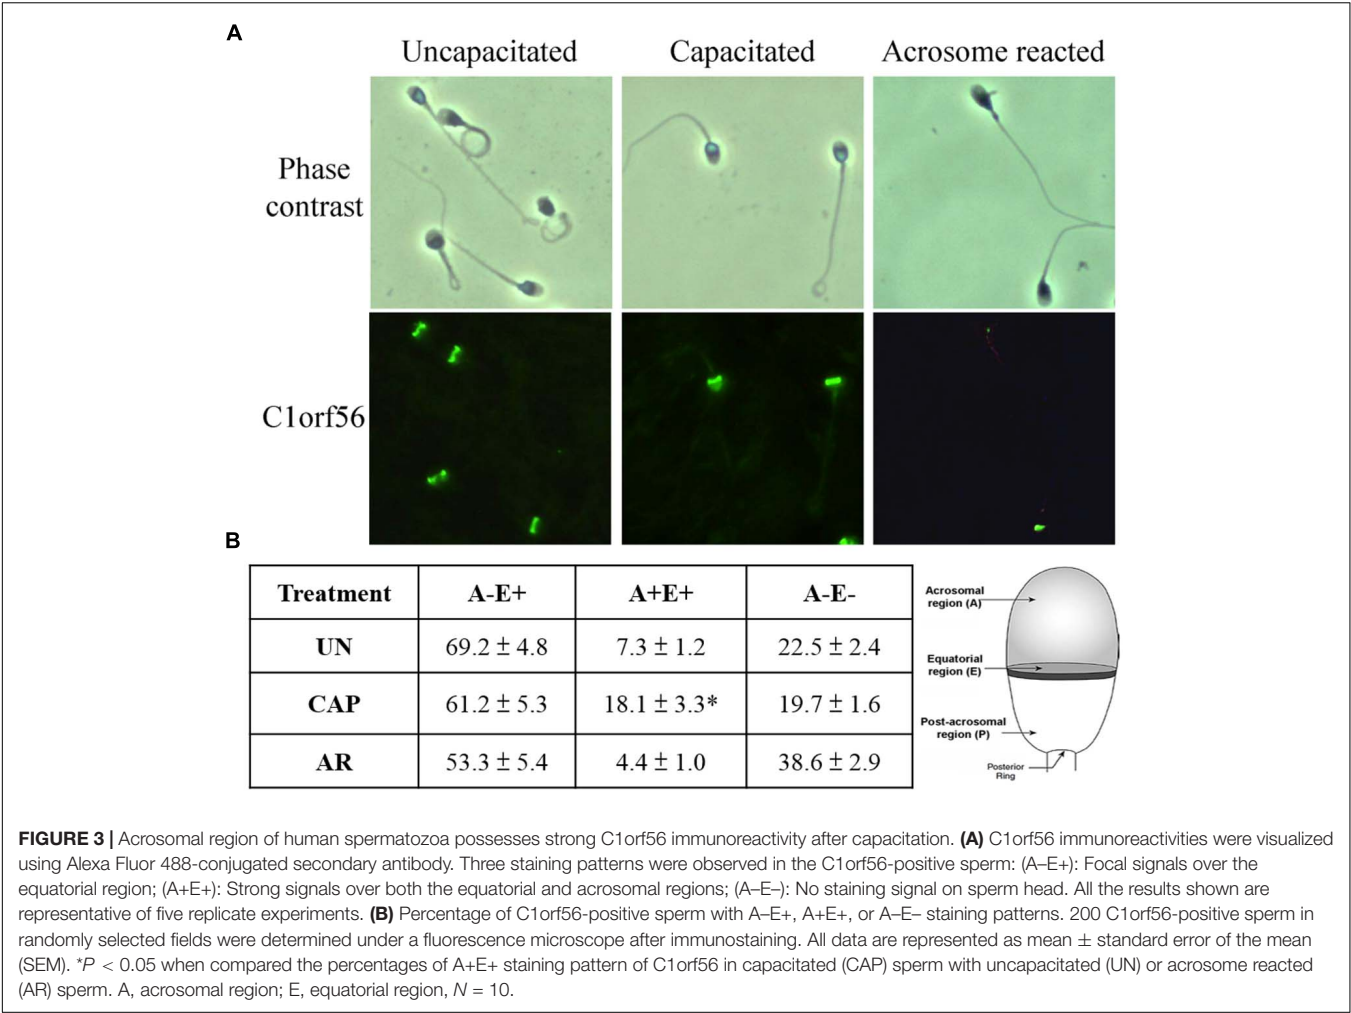 A
Uncapacitated
Capacitated
Acrosome reacted
Phase
contrast
C1orf56
B
Treatment A-E+ A+E+ A-E-
UN 69.2 ± 4.8 7.3 ± 1.2 22.5 ± 2.4
CAP 61.2 ± 5.3 18.1 ± 3.3* 19.7 ± 1.6
AR 53.3 ± 5.4 4.4 ± 1.0 38.6 ± 2.9
Acrosomal
region (A)
Equatorial
region (E)
Post-acrosomal
region (P)
Posterior
Ring
FIGURE 3 | Acrosomal region of human spermatozoa possesses strong C1orf56 immunoreactivity after capacitation. (A) C1orf56 immunoreactivities were visualized
using Alexa Fluor 488-conjugated secondary antibody. Three staining patterns were observed in the C1orf56-positive sperm: (A–E+): Focal signals over the
equatorial region; (A+E+): Strong signals over both the equatorial and acrosomal regions; (A–E–): No staining signal on sperm head. All the results shown are
representative of five replicate experiments. (B) Percentage of C1orf56-positive sperm with A–E+, A+E+, or A–E– staining patterns. 200 C1orf56-positive sperm in
randomly selected fields were determined under a fluorescence microscope after immunostaining. All data are represented as mean ± standard error of the mean
(SEM). *P < 0.05 when compared the percentages of A+E+ staining pattern of C1orf56 in capacitated (CAP) sperm with uncapacitated (UN) or acrosome reacted
(AR) sperm. A, acrosomal region; E, equatorial region, N = 10.